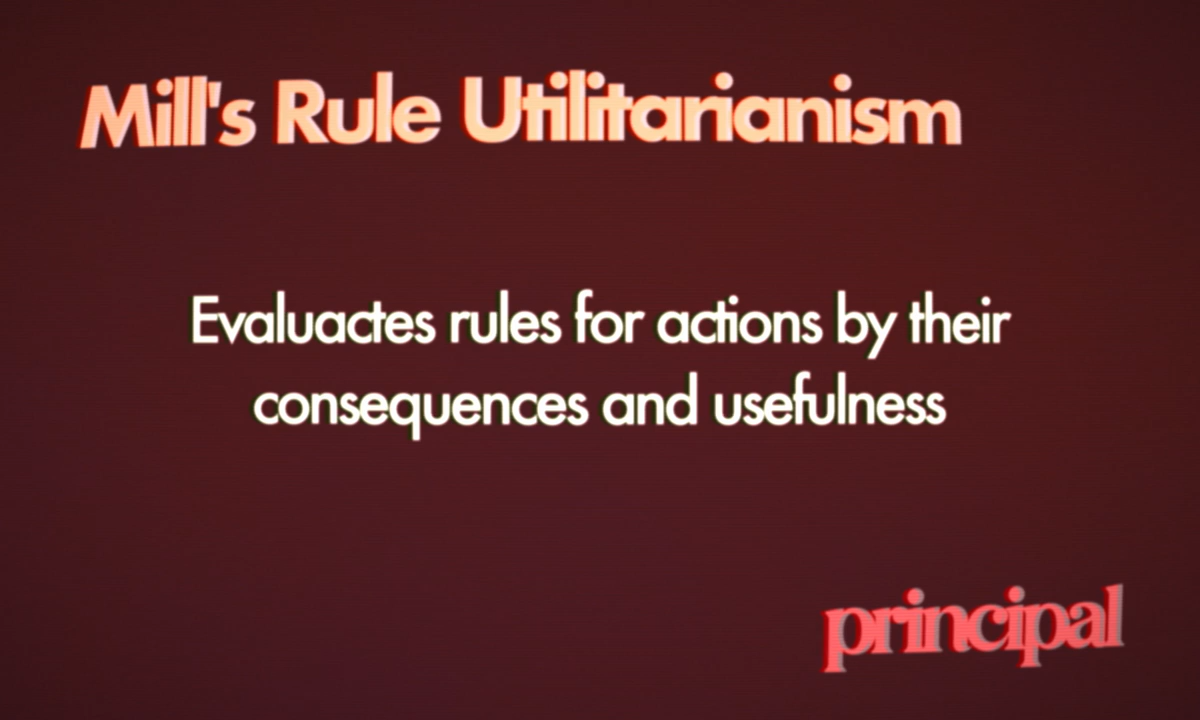 Mill's Rule Utilitarianism
Evaluactes rules for actions by their
consequences and usefulness
principal